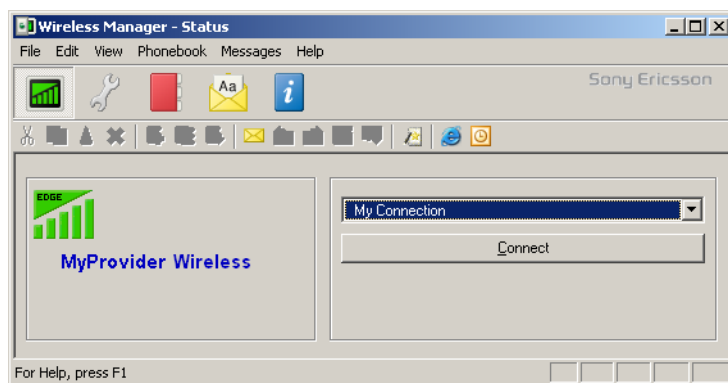 Wireless Manager - Status
File Edit View Phonebook Messages Help
Aa
i
Sony Ericsson
EDGE
MyProvider Wireless
My Connection
Connect
For Help, press F1